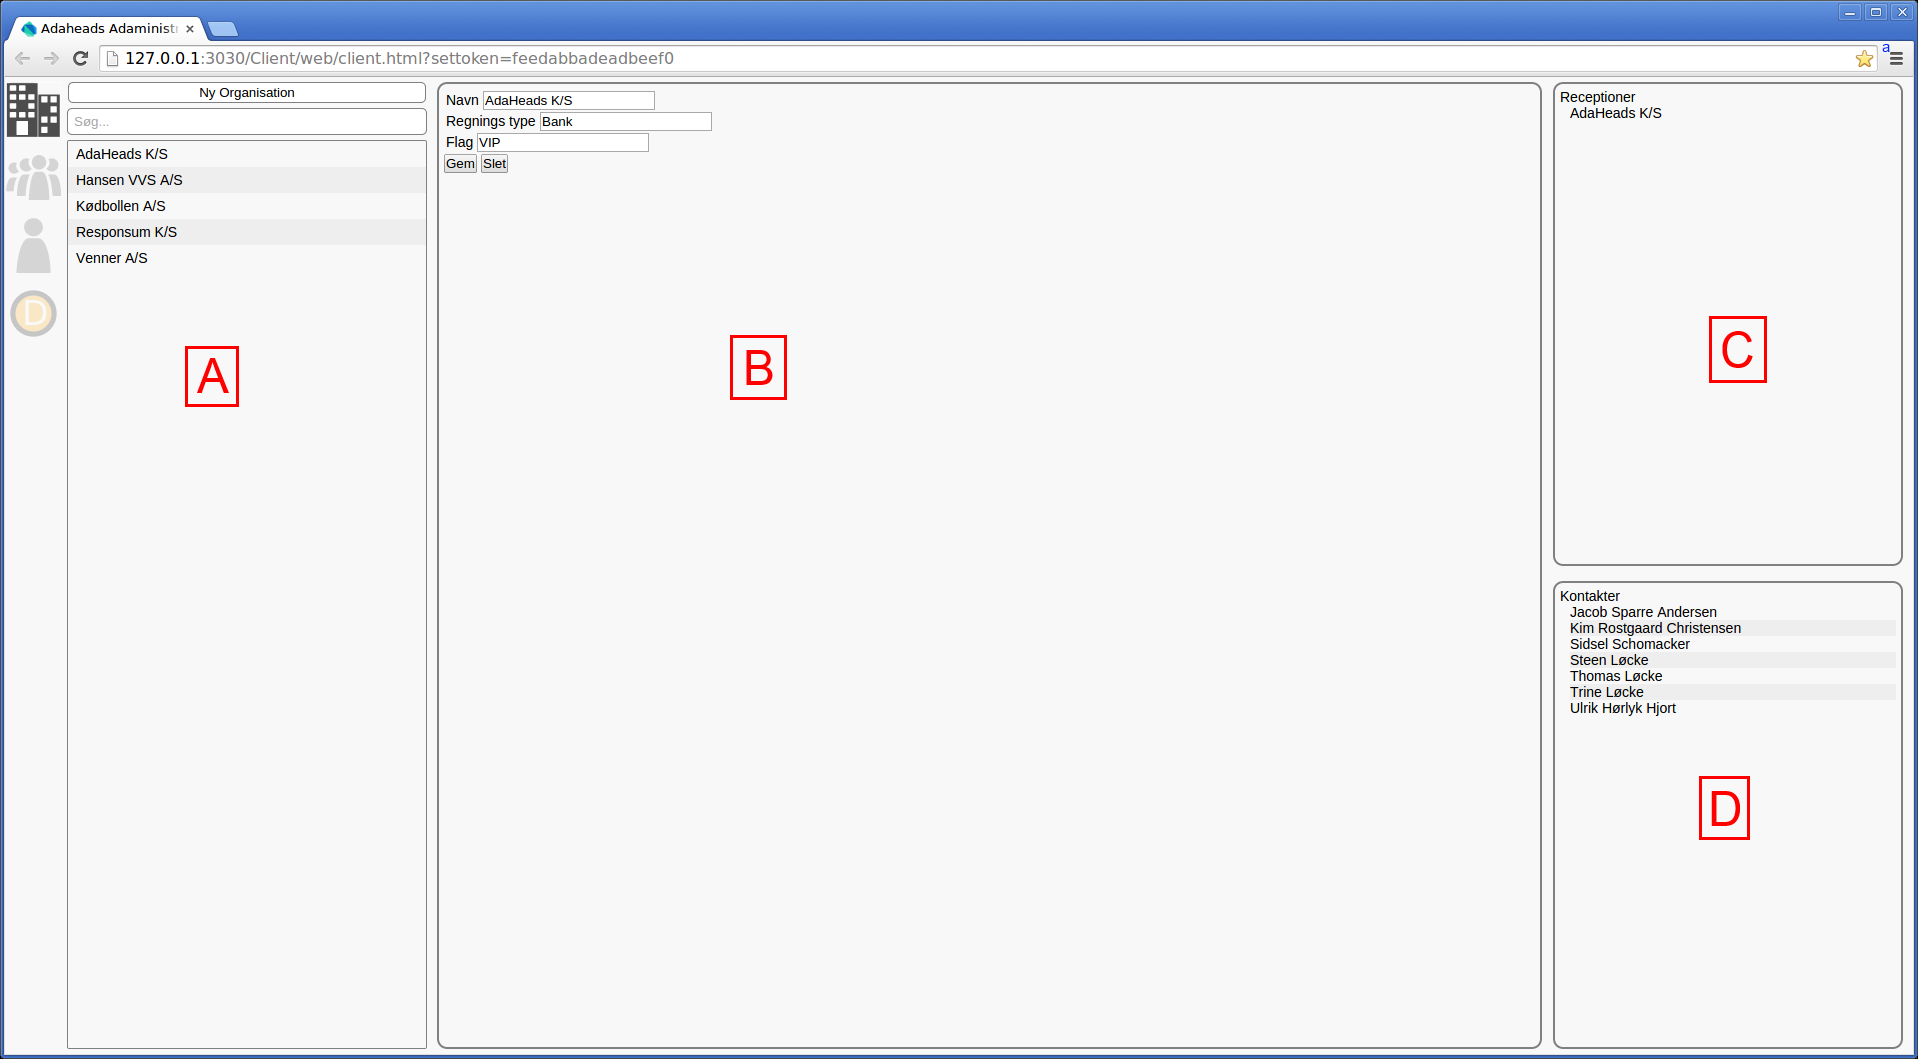 Adaheads Adaminist
127.0.0.1:3030/Client/web/client.html?settoken=feedabbadeadbeef0
a
Ny Organisation
Søg...
AdaHeads K/S
Hansen VVS A/S
Kødbollen A/S
Responsum K/S
Venner A/S
D
A
Navn AdaHeads K/S
Regnings type Bank
Flag VIP
Gem Slet
B
Receptioner
AdaHeads K/S
C
Kontakter
Jacob Sparre Andersen
Kim Rostgaard Christensen
Sidsel Schomacker
Steen Løcke
Thomas Løcke
Trine Løcke
Ulrik Hørlyk Hjort
D